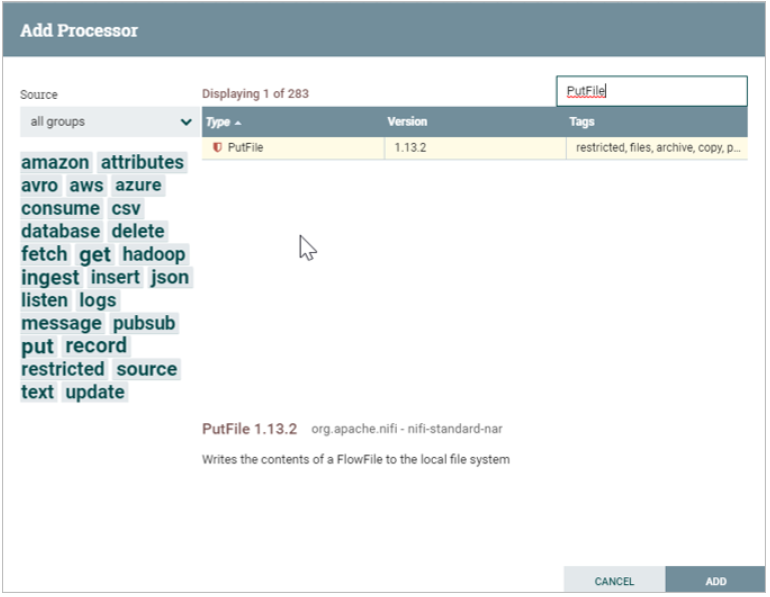 Add Processor
Source
all groups
amazon attributes
avro aws azure
consume csv
database delete
fetch get hadoop
ingest insert json
listen logs
message pubsub
put record
restricted source
text update
Displaying 1 of 283
PutFile
Type Version Tags
PutFile 1.13.2 restricted, files, archive, copy, p...
PutFile 1.13.2 org.apache.nifi - nifi-standard-nar
Writes the contents of a FlowFile to the local file system
CANCEL ADD